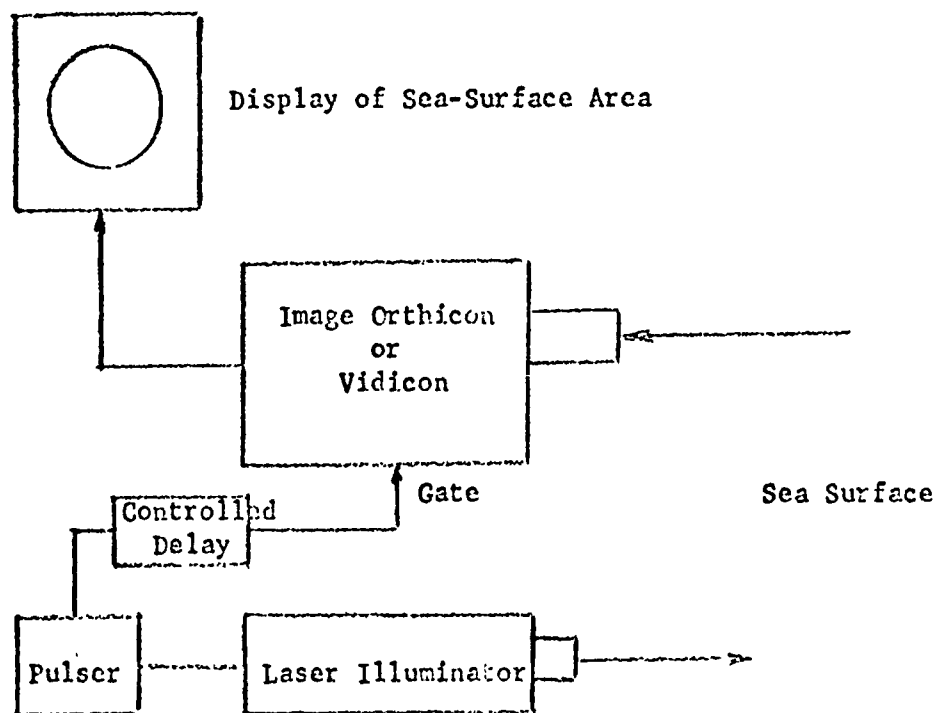 Display of Sea-Surface Area
Image Orthicon
or
Vidicon
Gate
Sea Surface
Controlled
Delay
Pulser
Laser Illuminator